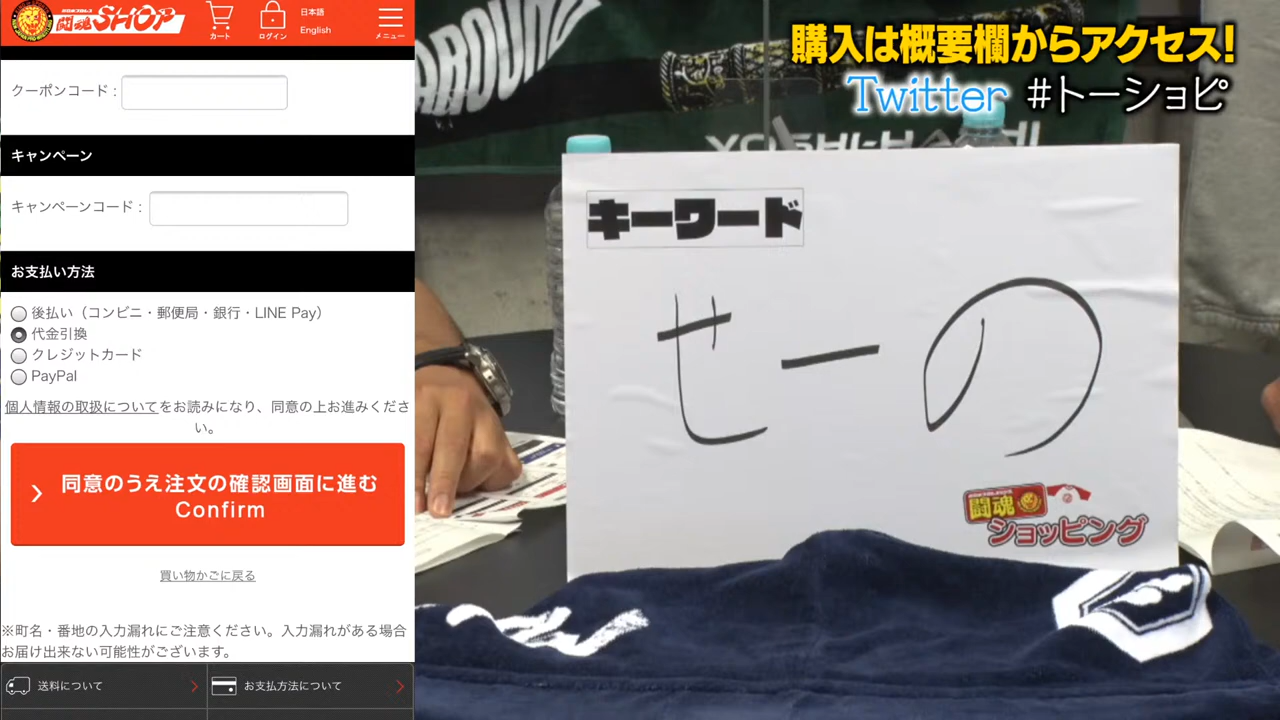 闘魂SHOP
カート
ログイン
日本語
English
メニュー
クーポンコード :
キャンペーン
キャンペーンコード :
お支払い方法
後払い（コンビニ・郵便局・銀行・LINE Pay）
代金引換
クレジットカード
PayPal
個人情報の取扱についてをお読みになり、同意の上お進みくださ
い。
同意のうえ注文の確認画面に進む
Confirm
買い物かごに戻る
※町名・番地の入力漏れにご注意ください。入力漏れがある場合
お届け出来ない可能性がございます。
送料について
お支払方法について
購入は概要欄からアクセス!
Twitter #トーショピ
AROUND
YOSHI-HASHI
キーワード
せーの
闘魂
ショッピング